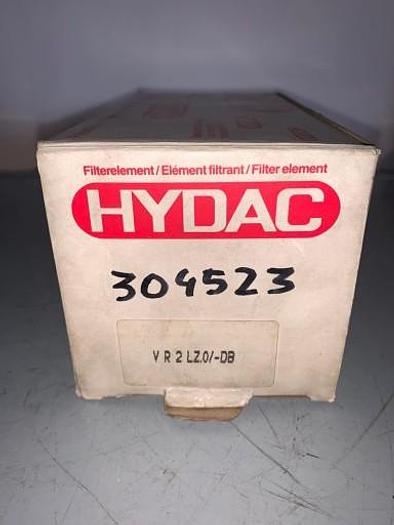 Filterelement/Elément filtrant/Filter element
HYDAC
304523
V R 2 LZ.0/-DB